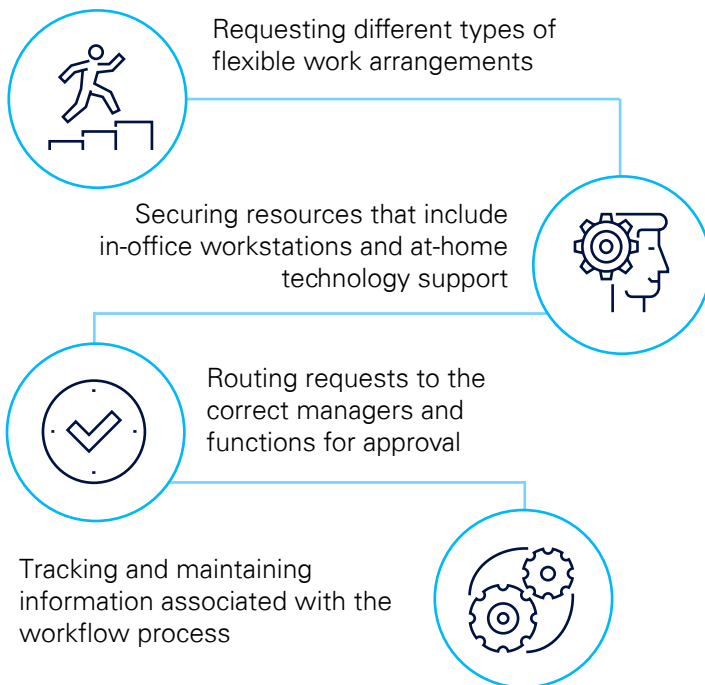 Requesting different types of
flexible work arrangements
Securing resources that include
in-office workstations and at-home
technology support
Routing requests to the
correct managers and
functions for approval
Tracking and maintaining
information associated with the
workflow process